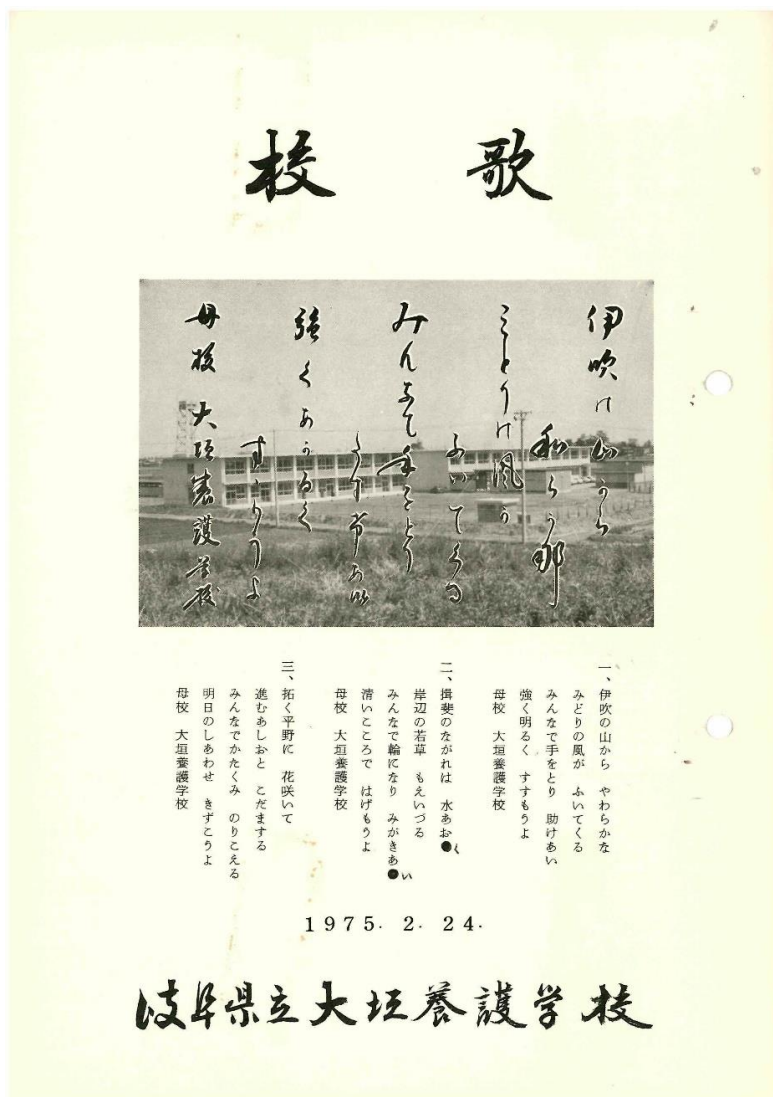 校歌
伊吹の山から
和らか那
みとりの風か
ふいてくる
みんなて手をとり
強くあかるく
すすもうよ
母校 大垣養護学校
一、伊吹の山から やわらかな
みどりの風が ふいてくる
みんなで手をとり 助けあい
強く明るく すすもうよ
母校 大垣養護学校
二、揖斐のながれは 水あお●く
岸辺の若草 もえいづる
みんなで輪になり みがきあ●い
清いこころで はげもうよ
母校 大垣養護学校
三、拓く平野に 花咲いて
進むあしおと こだまする
みんなでかたくみ のりこえる
明日のしあわせ きずこうよ
母校 大垣養護学校
1975. 2. 24.
岐阜県立大垣養護学校